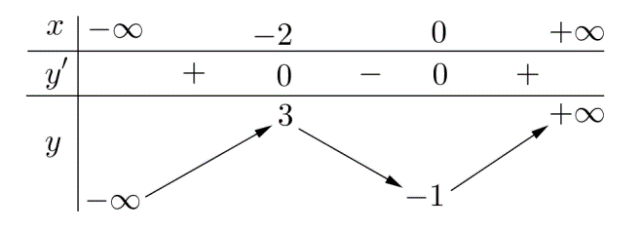 x −∞ −2 0 +∞
y′ + 0 − 0 +
3 +∞
y
−∞ −1